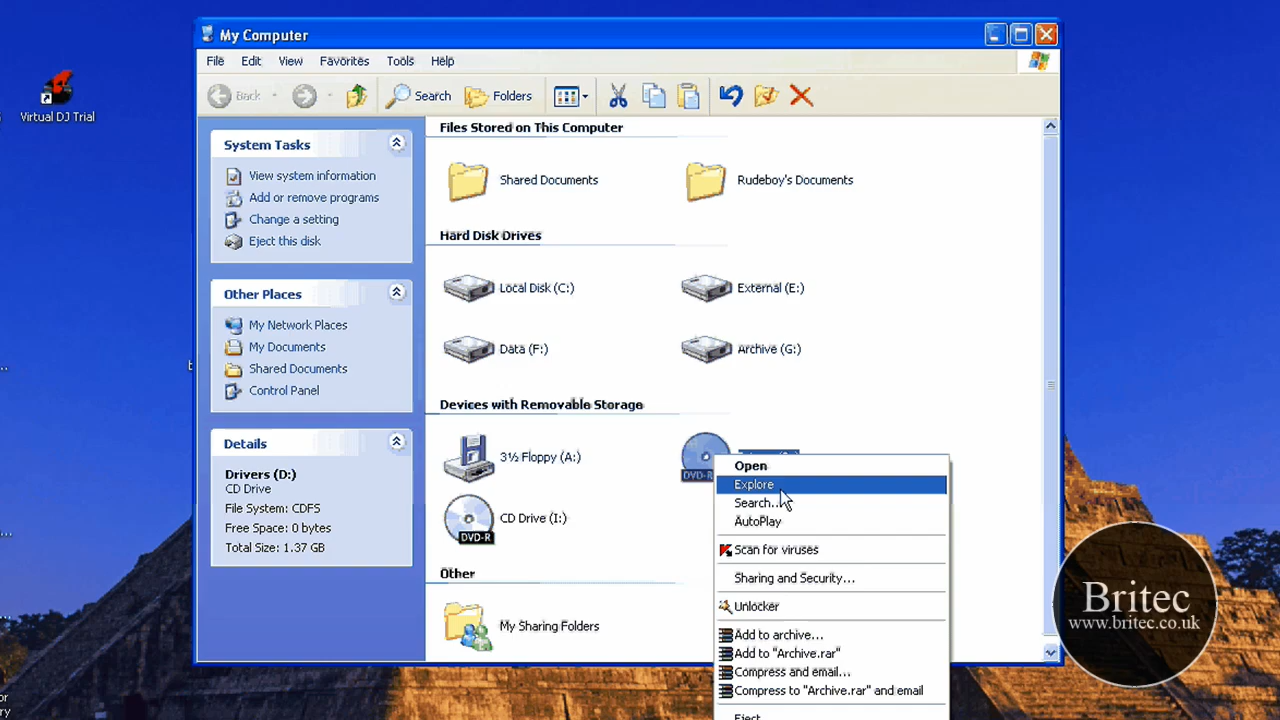 My Computer
File Edit View Favorites Tools Help
Back Search Folders
Virtual DJ Trial
System Tasks
View system information
Add or remove programs
Change a setting
Eject this disk
Other Places
My Network Places
My Documents
Shared Documents
Control Panel
Details
Drivers (D:)
CD Drive
File System: CDFS
Free Space: 0 bytes
Total Size: 1.37 GB
Files Stored on This Computer
Shared Documents
Rudeboy's Documents
Hard Disk Drives
Local Disk (C:)
External (E:)
Data (F:)
Archive (G:)
Devices with Removable Storage
3½ Floppy (A:)
DVD-R
CD Drive (I:)
DVD-R
Other
My Sharing Folders
Open
Explore
Search...
AutoPlay
Scan for viruses
Sharing and Security...
Unlocker
Add to archive...
Add to "Archive.rar"
Compress and email...
Compress to "Archive.rar" and email
Eject
Britec
www.britec.co.uk